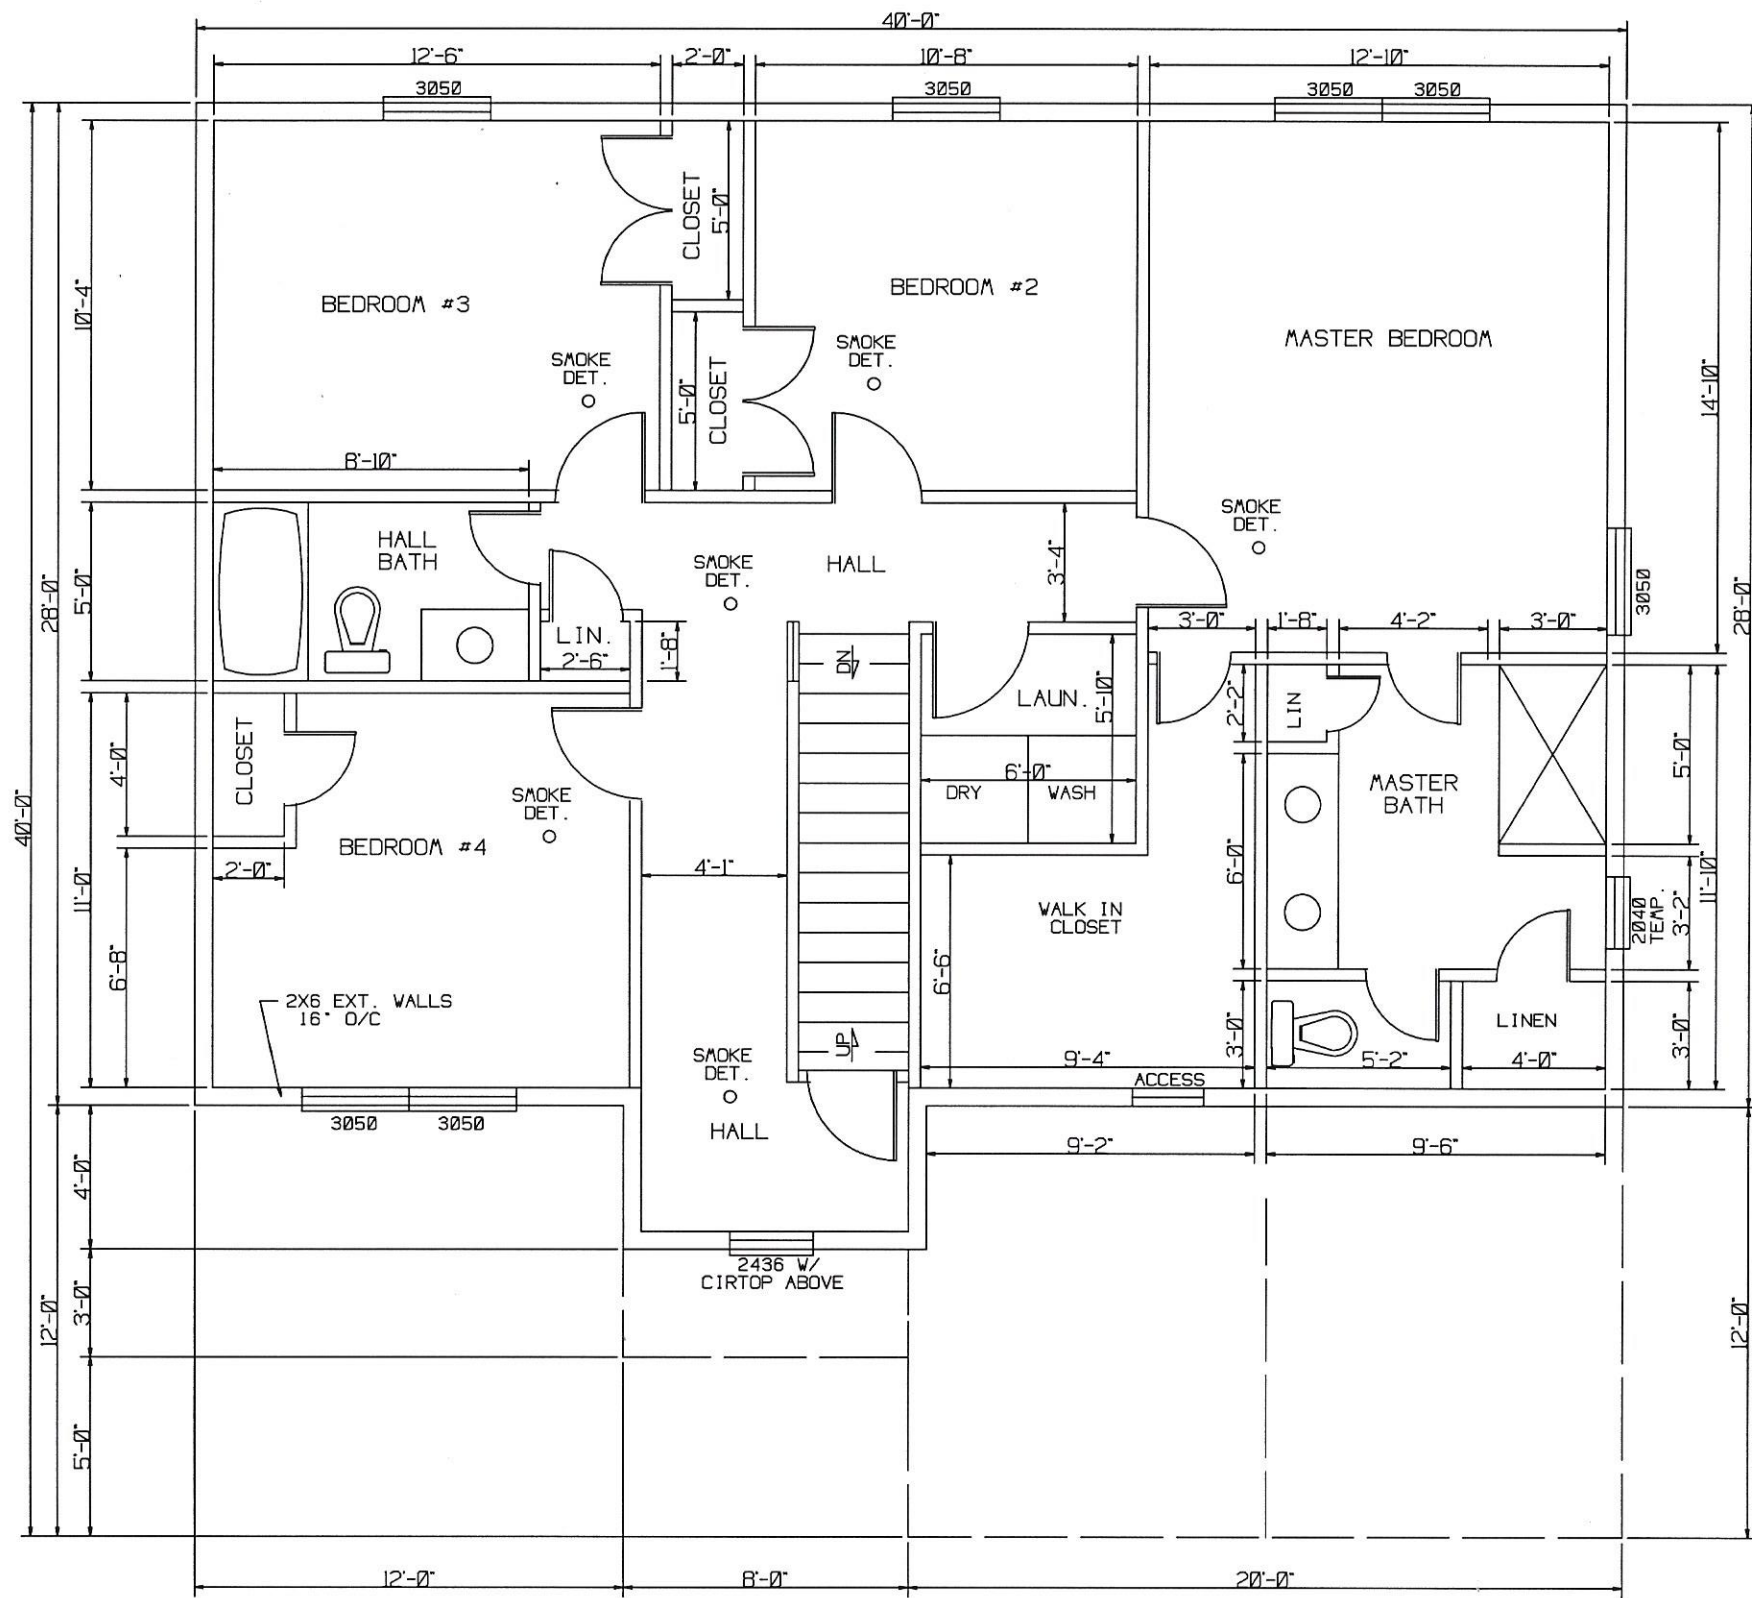 40'-0"
12'-6"
2'-0"
10'-8"
12'-10"
3050
3050
3050
3050
CLOSET
5'-0"
10'-4"
BEDROOM #3
BEDROOM #2
MASTER BEDROOM
SMOKE
DET.
SMOKE
DET.
5'-0"
CLOSET
14'-10"
8'-10"
SMOKE
DET.
HALL
BATH
SMOKE
DET.
HALL
3'-4"
5'-0"
28'-0"
3050
28'-0"
LIN.
2'-6"
1'-8"
DN
3'-0"
1'-8"
4'-2"
3'-0"
LAUN.
5'-10"
2'-2"
LIN
CLOSET
4'-0"
SMOKE
DET.
6'-0"
DRY
WASH
MASTER
BATH
5'-0"
40'-0"
BEDROOM #4
2'-0"
4'-1"
6'-0"
11'-0"
11'-10"
WALK IN
CLOSET
2040
TEMP.
3'-2"
6'-8"
6'-6"
2X6 EXT. WALLS
16" O/C
UP
SMOKE
DET.
9'-4"
3'-0"
5'-2"
LINEN
4'-0"
3'-0"
ACCESS
3050
3050
HALL
9'-2"
9'-6"
4'-0"
2436 W/
CIRTOP ABOVE
3'-0"
12'-0"
12'-0"
5'-0"
12'-0"
8'-0"
20'-0"